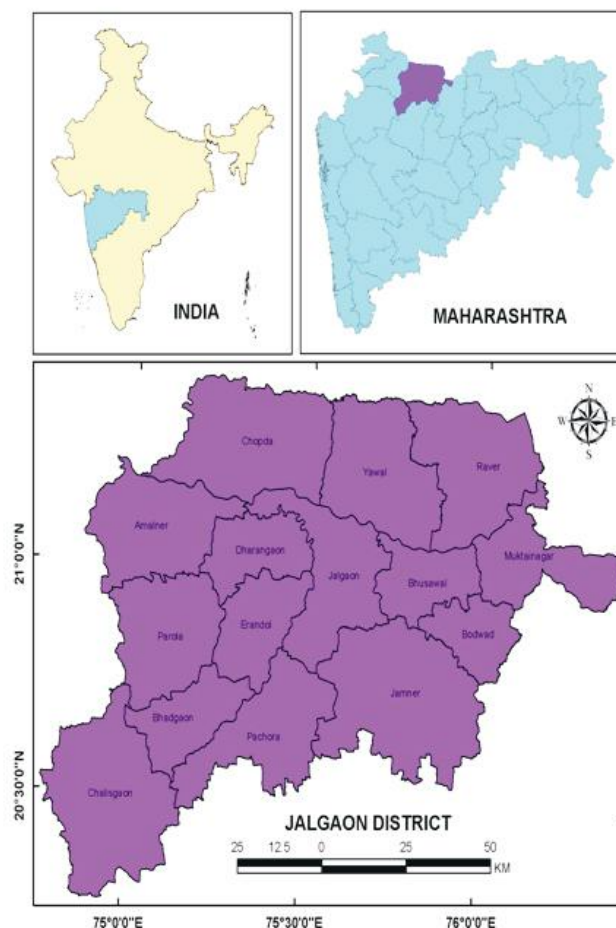 INDIA
MAHARASHTRA
N
W E
S
Chopda
Yawal
Raver
Amalner
Dharangaon
Jalgaon
Bhusawal
Muktainagar
Parola
Erandol
Bodwad
Jamner
Bhadgaon
Pachora
Chalisgaon
21°0'0"N
20°30'0"N
JALGAON DISTRICT
25 12.5 0 25 50
KM
75°0'0"E 75°30'0"E 76°0'0"E